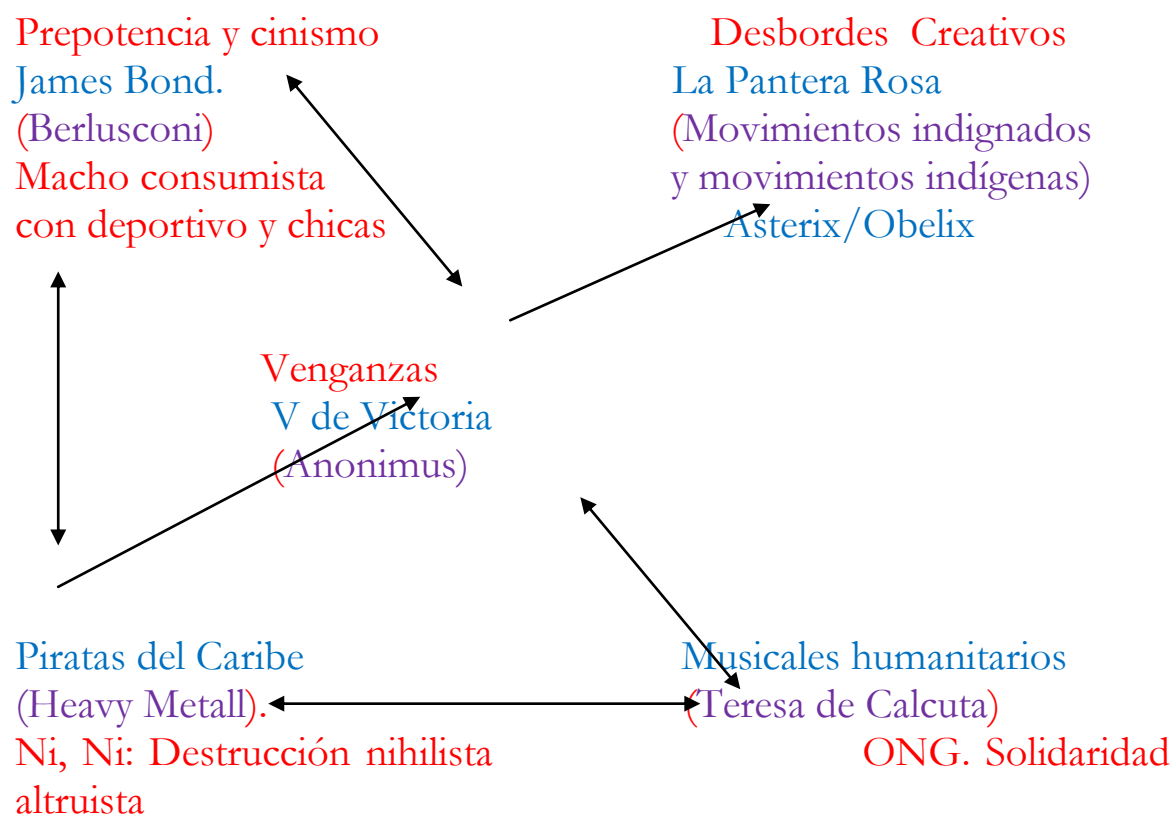 Prepotencia y cinismo
James Bond.
(Berlusconi)
Macho consumista
con deportivo y chicas
Desbordes Creativos
La Pantera Rosa
(Movimientos indignados
y movimientos indígenas)
Asterix/Obelix
Venganzas
V de Victoria
(Anonimus)
Piratas del Caribe
(Heavy Metall).
Ni, Ni: Destrucción nihilista
altruista
Musicales humanitarios
(Teresa de Calcuta)
ONG. Solidaridad